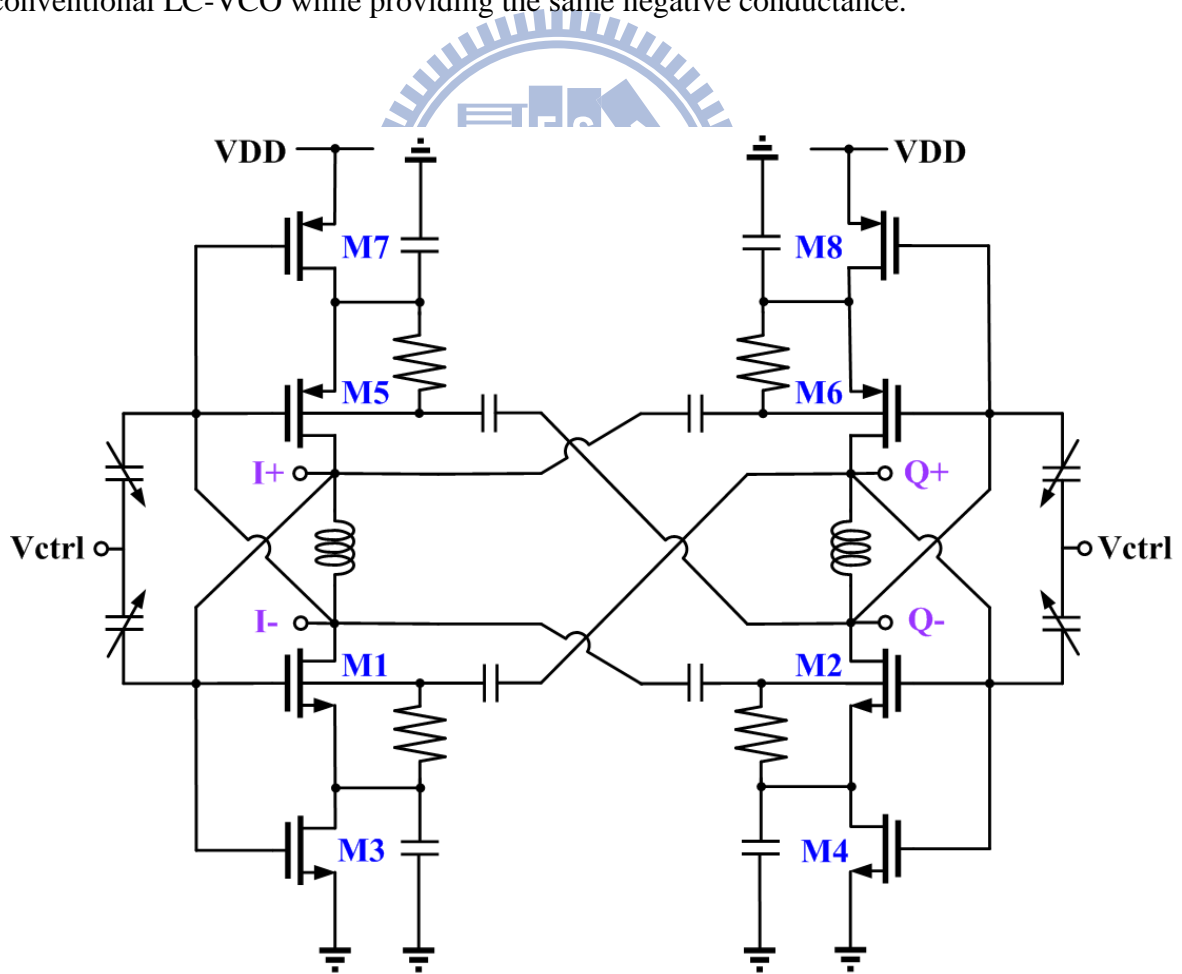 conventional LC-VCO while providing the same negative conductance.
VDD
VDD
M7
M8
M5
M6
I+
Q+
Vctrl
Vctrl
I-
Q-
M1
M2
M3
M4